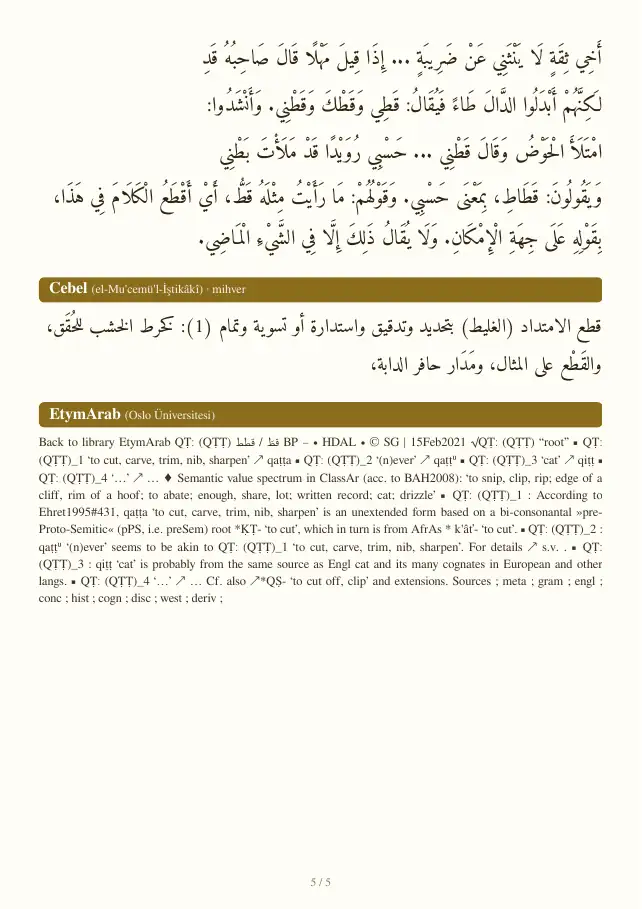 أَخِي ثِقَةٍ لَا يَنْثَنِي عَنْ ضَرِيبَةٍ ... إِذَا قِيلَ مَهْلًا قَالَ صَاحِبُهُ قَدِ
لَكِنَّهُمْ أَبْدَلُوا الدَّالَ طَاءً فَيُقَالُ: قَطِي وَقَطْكَ وَقَطْنِي. وَأَنْشَدُوا:
امْتَلَأَ الْحَوْضُ وَقَالَ قَطْنِي ... حَسْبِي رُوَيْدًا قَدْ مَلَأْتَ بَطْنِي
وَيَقُولُونَ: قَطَاطِ، بِمَعْنَى حَسْبِي. وَقَوْلُهُمْ: مَا رَأَيْتُ مِثْلَهُ قَطُّ، أَيْ أَقْطَعُ الْكَلَامَ فِي هَذَا،
بِقَوْلِهِ عَلَى جِهَةِ الْإِمْكَانِ. وَلَا يُقَالُ ذَلِكَ إِلَّا فِي الشَّيْءِ الْمَاضِي.
Cebel (el-Mu'cemü'l-İştikâkî) · mihver
قطع الامتداد (الغليط) بتحديد وتدقيق واستدارة أو تسوية وتمام (1): كخرط الخشب للحُقَق،
والقَطْع على المثال، ومَدَار حافر الدابة،
EtymArab (Oslo Üniversitesi)
Back to library EtymArab QṬ: (QṬṬ) قطّ / قطط BP – • HDAL • © SG | 15Feb2021 √QṬ: (QṬṬ) “root” ▪ QṬ:
(QṬṬ)_1 ‘to cut, carve, trim, nib, sharpen’ ↗ qaṭṭa ▪ QṬ: (QṬṬ)_2 ‘(n)ever’ ↗ qaṭṭᵘ ▪ QṬ: (QṬṬ)_3 ‘cat’ ↗ qiṭṭ ▪
QṬ: (QṬṬ)_4 ‘…’ ↗ … ♦ Semantic value spectrum in ClassAr (acc. to BAH2008): ‘to snip, clip, rip; edge of a
cliff, rim of a hoof; to abate; enough, share, lot; written record; cat; drizzle’ ▪ QṬ: (QṬṬ)_1 : According to
Ehret1995#431, qaṭṭa ‘to cut, carve, trim, nib, sharpen’ is an unextended form based on a bi-consonantal »pre-
Proto-Semitic« (pPS, i.e. preSem) root *ḲṬ- ‘to cut’, which in turn is from AfrAs * k'âṭ'- ‘to cut’. ▪ QṬ: (QṬṬ)_2 :
qaṭṭᵘ ‘(n)ever’ seems to be akin to QṬ: (QṬṬ)_1 ‘to cut, carve, trim, nib, sharpen’. For details ↗ s.v. . ▪ QṬ:
(QṬṬ)_3 : qiṭṭ ‘cat’ is probably from the same source as Engl cat and its many cognates in European and other
langs. ▪ QṬ: (QṬṬ)_4 ‘…’ ↗ … Cf. also ↗*QṢ- ‘to cut off, clip’ and extensions. Sources ; meta ; gram ; engl ;
conc ; hist ; cogn ; disc ; west ; deriv ;
5 / 5